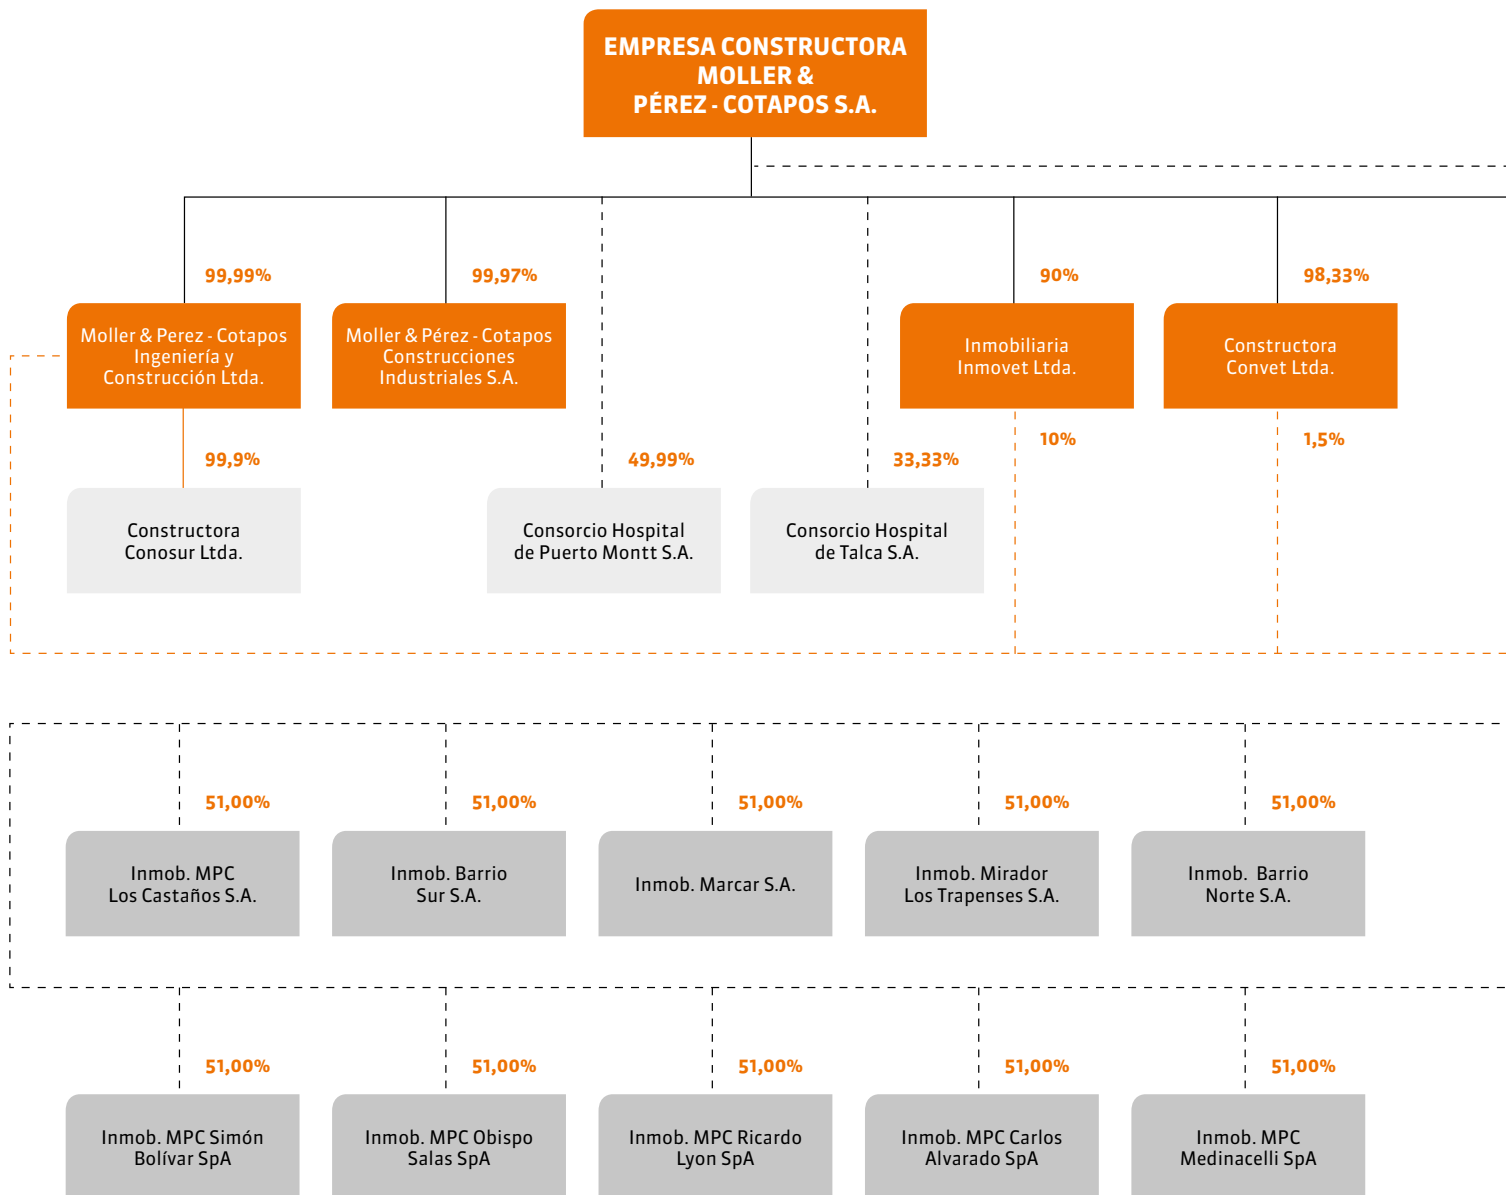 EMPRESA CONSTRUCTORA
MOLLER &
PÉREZ - COTAPOS S.A.
99,99%
99,97%
90%
98,33%
Moller & Perez - Cotapos
Ingeniería y
Construcción Ltda.
Moller & Pérez - Cotapos
Construcciones
Industriales S.A.
Inmobiliaria
Inmovet Ltda.
Constructora
Convet Ltda.
99,9%
49,99%
33,33%
10%
1,5%
Constructora
Conosur Ltda.
Consorcio Hospital
de Puerto Montt S.A.
Consorcio Hospital
de Talca S.A.
51,00%
51,00%
51,00%
51,00%
51,00%
Inmob. MPC
Los Castaños S.A.
Inmob. Barrio
Sur S.A.
Inmob. Marcar S.A.
Inmob. Mirador
Los Trapenses S.A.
Inmob. Barrio
Norte S.A.
51,00%
51,00%
51,00%
51,00%
51,00%
Inmob. MPC Simón
Bolívar SpA
Inmob. MPC Obispo
Salas SpA
Inmob. MPC Ricardo
Lyon SpA
Inmob. MPC Carlos
Alvarado SpA
Inmob. MPC
Medinacelli SpA